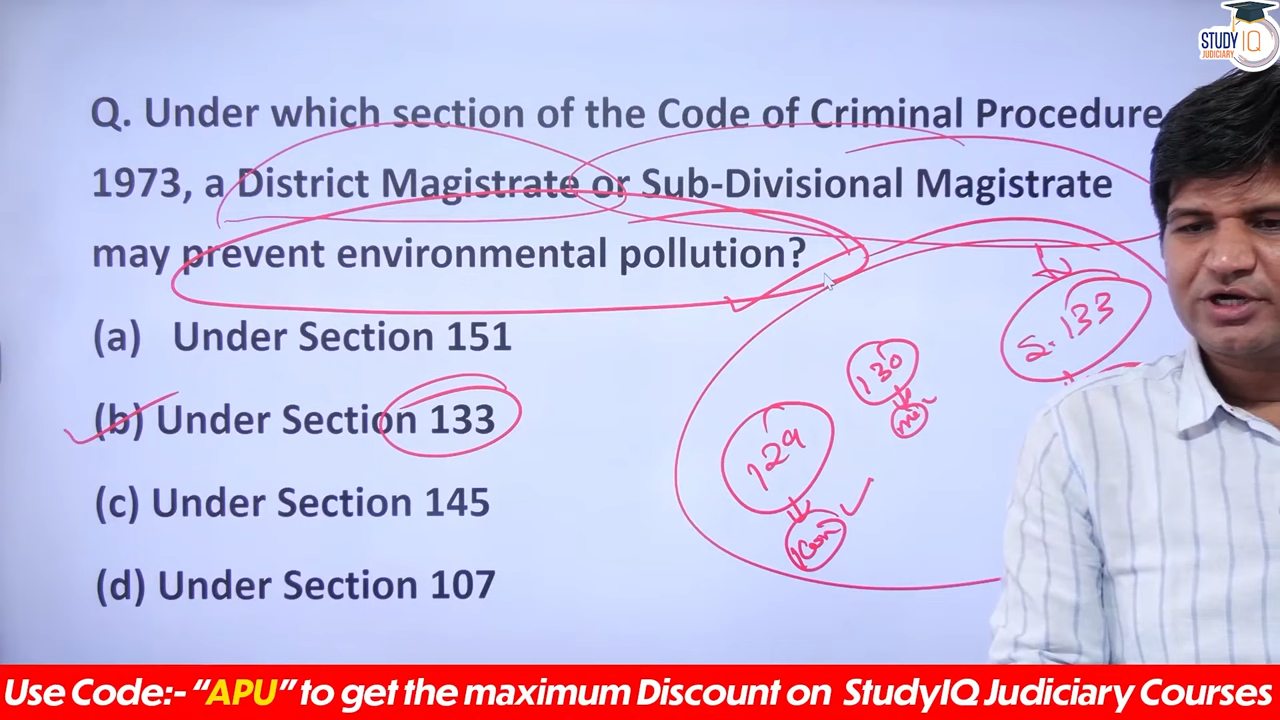 STUDY IQ
JUDICIARY
Q. Under which section of the Code of Criminal Procedure
1973, a District Magistrate or Sub-Divisional Magistrate
may prevent environmental pollution?
(a) Under Section 151
(b) Under Section 133
(c) Under Section 145
(d) Under Section 107
S. 133
130
129
Use Code:- “APU” to get the maximum Discount on StudyIQ Judiciary Courses